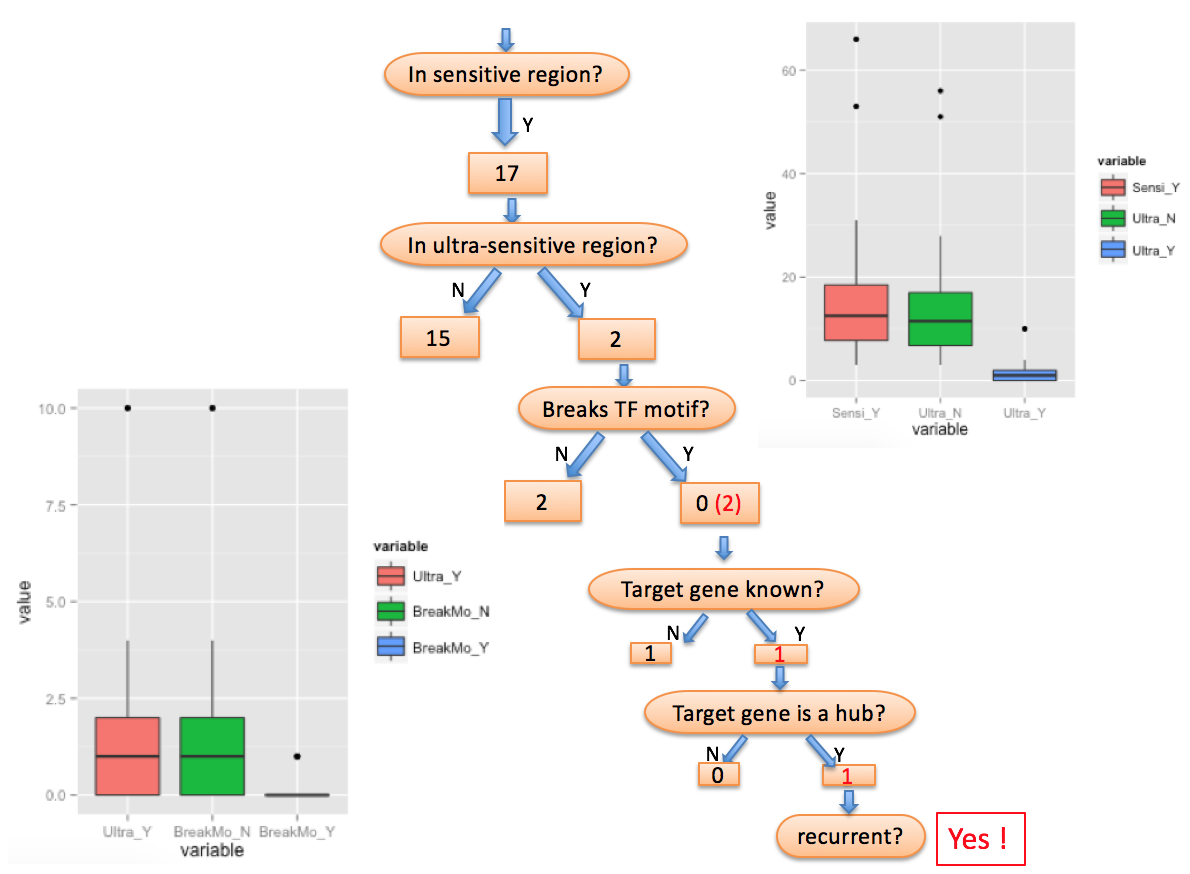 In sensitive region?
Y
17
In ultra-sensitive region?
N
Y
15
2
Breaks TF motif?
N
Y
2
0 (2)
Target gene known?
N
Y
1
1
Target gene is a hub?
N
Y
0
1
recurrent?
Yes !
60
40
20
0
value
Sensi_Y
Ultra_N
Ultra_Y
variable
variable
Sensi_Y
Ultra_N
Ultra_Y
10.0
7.5
5.0
2.5
0.0
value
Ultra_Y
BreakMo_N
BreakMo_Y
variable
variable
Ultra_Y
BreakMo_N
BreakMo_Y